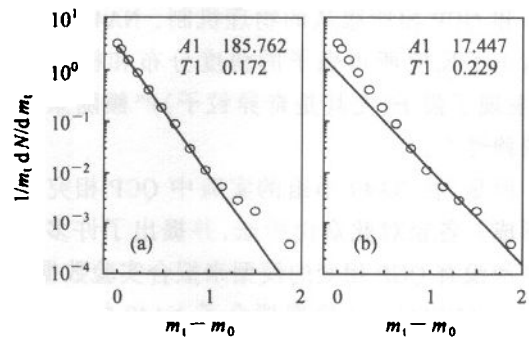 A1 185.762
T1 0.172
A1 17.447
T1 0.229
1/mₜ dN/dmₜ
10¹
10⁰
10⁻¹
10⁻²
10⁻³
10⁻⁴
(a)
(b)
0 1 2
0 1 2
mₜ − m₀
mₜ − m₀